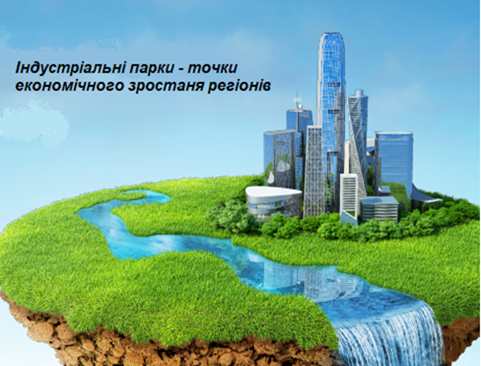 Індустріальні парки - точки
економічного зростаня регіонів